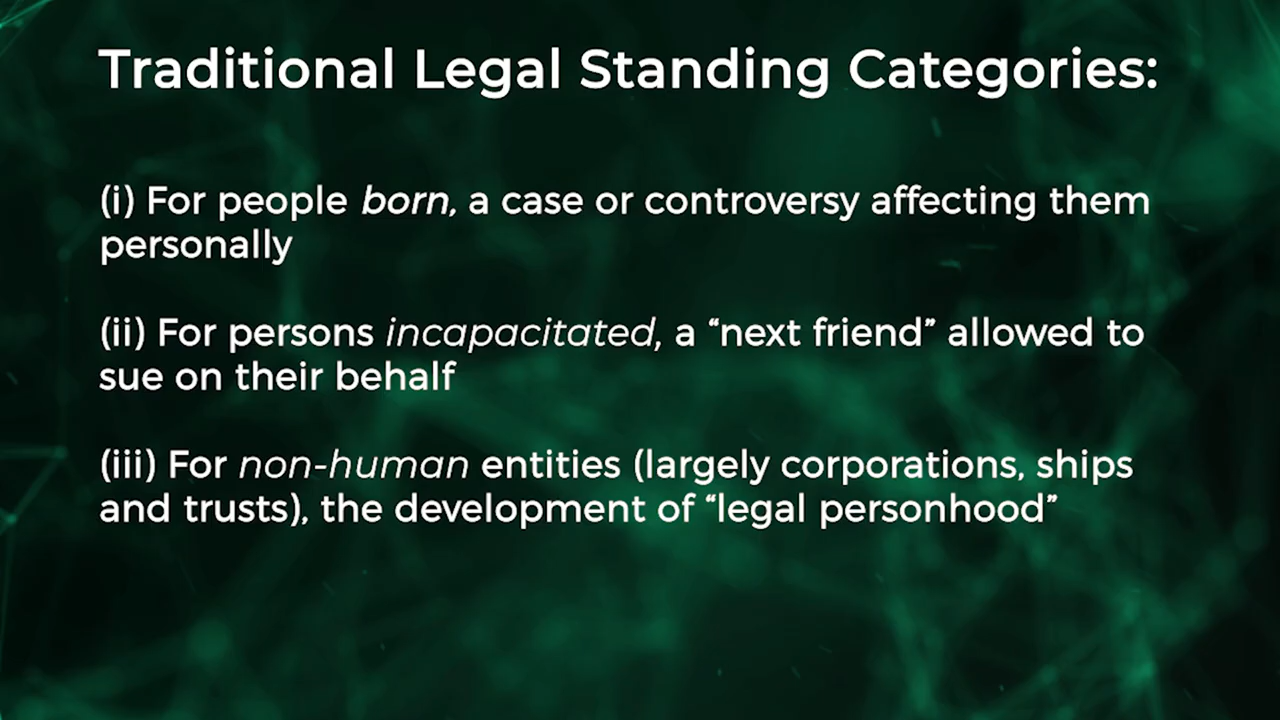 Traditional Legal Standing Categories:
(i) For people born, a case or controversy affecting them
personally
(ii) For persons incapacitated, a “next friend” allowed to
sue on their behalf
(iii) For non-human entities (largely corporations, ships
and trusts), the development of “legal personhood”